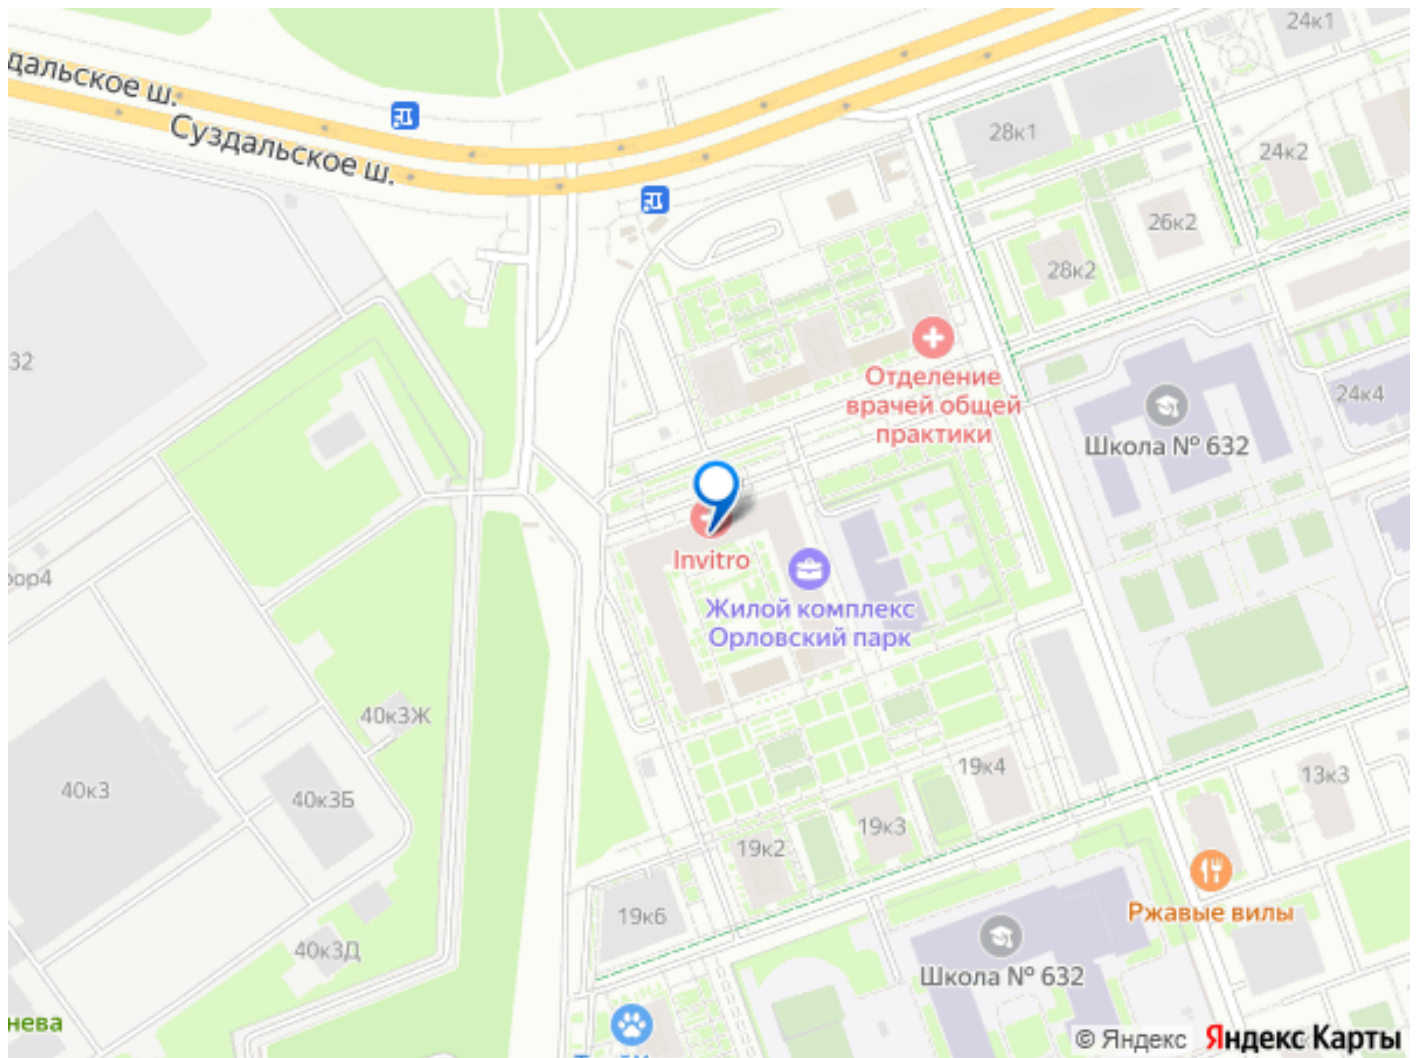 24к1
дальское ш.
Суздальское ш.
28к1
24к2
26к2
28к2
32
Отделение
врачей общей
практики
24к4
Школа № 632
Invitro
Жилой комплекс
Орловский парк
ор4
40к3Ж
40к3
40к3Б
19к4
13к3
19к3
19к2
19к6
Ржавые вилы
40к3Д
Школа № 632
нева
© Яндекс
Яндекс Карты